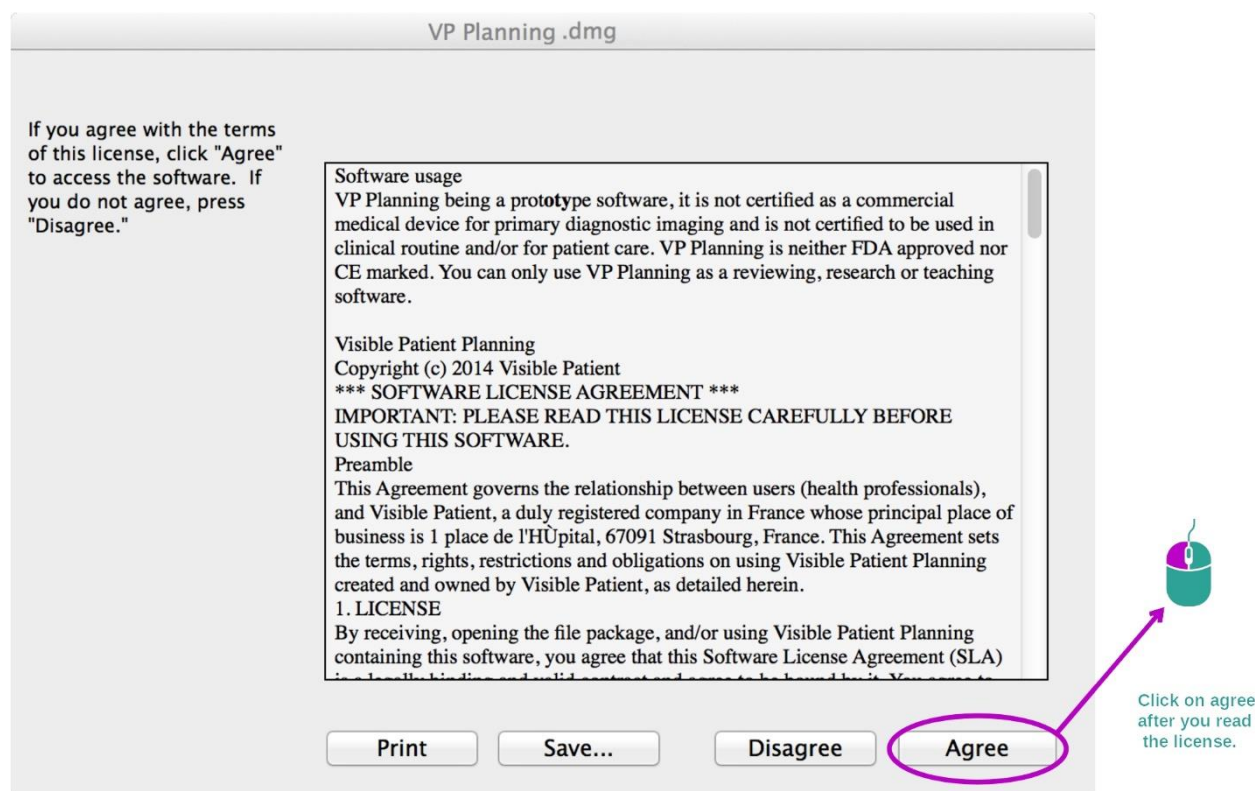 VP Planning .dmg
If you agree with the terms
of this license, click "Agree"
to access the software. If
you do not agree, press
"Disagree."
Software usage
VP Planning being a prototype software, it is not certified as a commercial
medical device for primary diagnostic imaging and is not certified to be used in
clinical routine and/or for patient care. VP Planning is neither FDA approved nor
CE marked. You can only use VP Planning as a reviewing, research or teaching
software.
Visible Patient Planning
Copyright (c) 2014 Visible Patient
*** SOFTWARE LICENSE AGREEMENT ***
IMPORTANT: PLEASE READ THIS LICENSE CAREFULLY BEFORE
USING THIS SOFTWARE.
Preamble
This Agreement governs the relationship between users (health professionals),
and Visible Patient, a duly registered company in France whose principal place of
business is 1 place de l'HÙpital, 67091 Strasbourg, France. This Agreement sets
the terms, rights, restrictions and obligations on using Visible Patient Planning
created and owned by Visible Patient, as detailed herein.
1. LICENSE
By receiving, opening the file package, and/or using Visible Patient Planning
containing this software, you agree that this Software License Agreement (SLA)
Print
Save...
Disagree
Agree
Click on agree
after you read
the license.